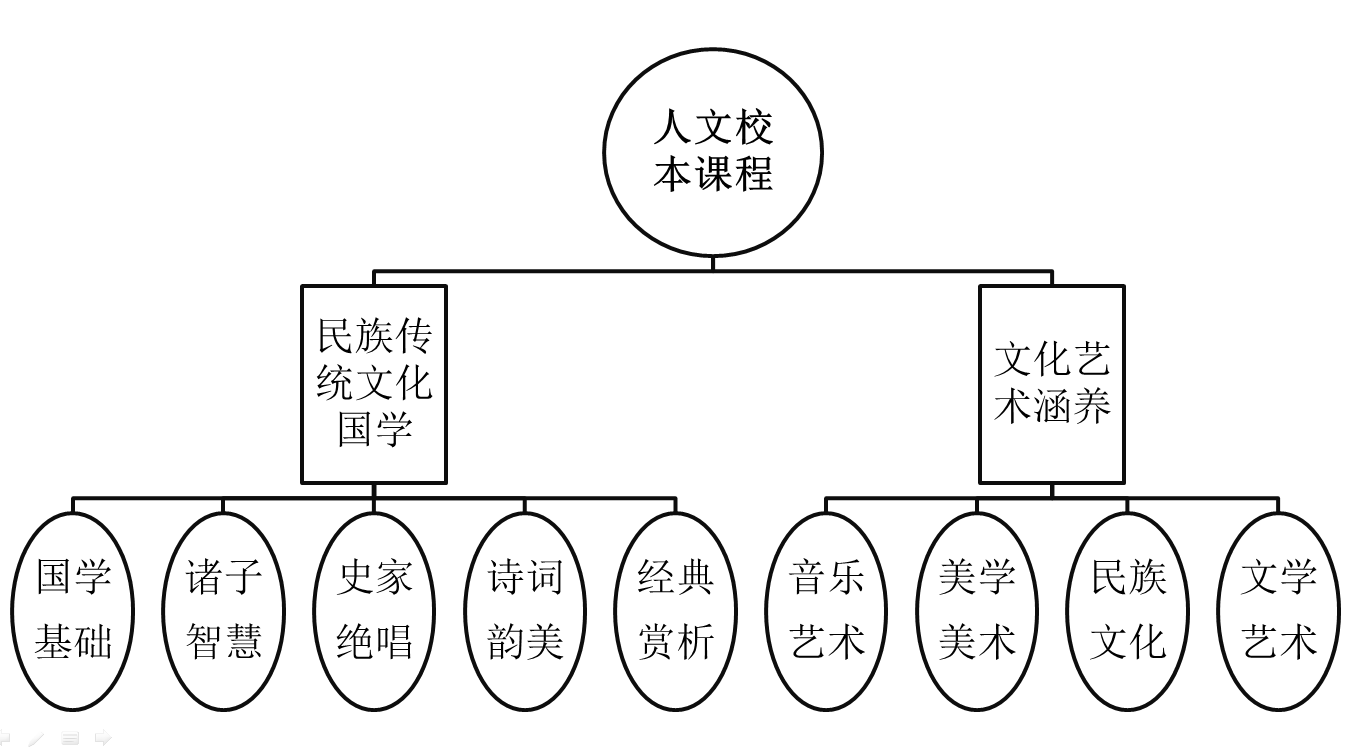 人文校
本课程
民族传
统文化
国学
文化艺
术涵养
国学
基础
诸子
智慧
史家
绝唱
诗词
韵美
经典
赏析
音乐
艺术
美学
美术
民族
文化
文学
艺术